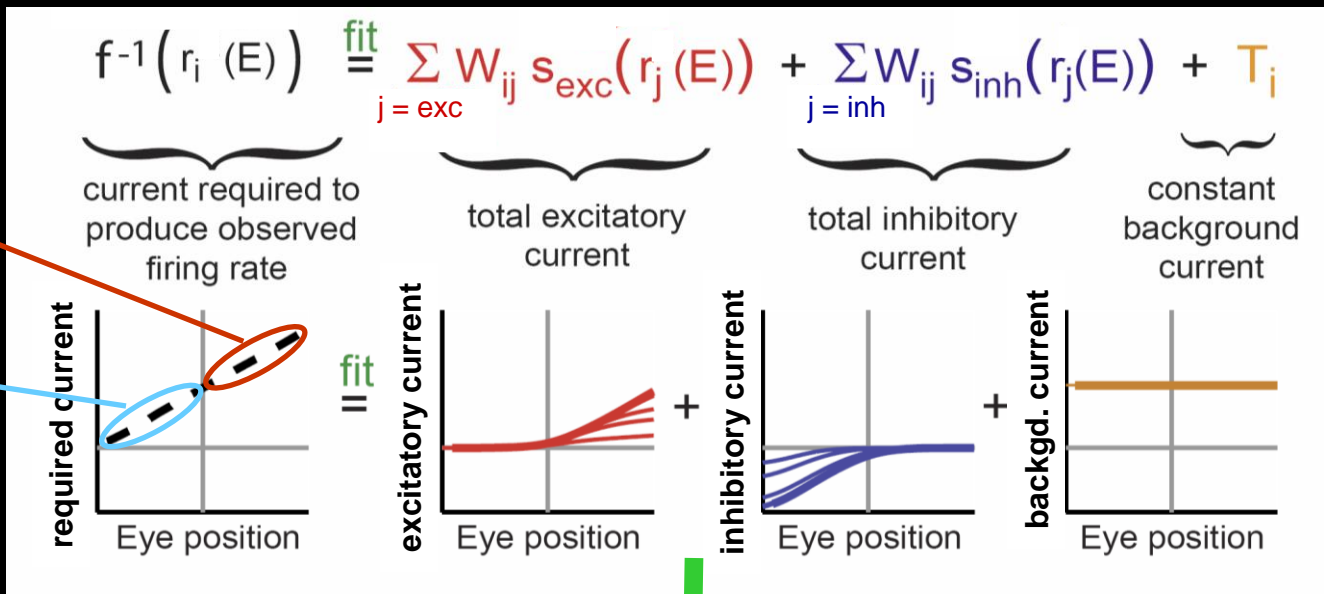 f⁻¹(rᵢ (E)) fit = Σ Wᵢⱼ s_exc(rⱼ (E)) + ΣWᵢⱼ s_inh(rⱼ(E)) + Tᵢ
j = exc
j = inh
current required to
produce observed
firing rate
total excitatory
current
total inhibitory
current
constant
background
current
required current
Eye position
fit
=
excitatory current
Eye position
+
inhibitory current
Eye position
+
backgd. current
Eye position